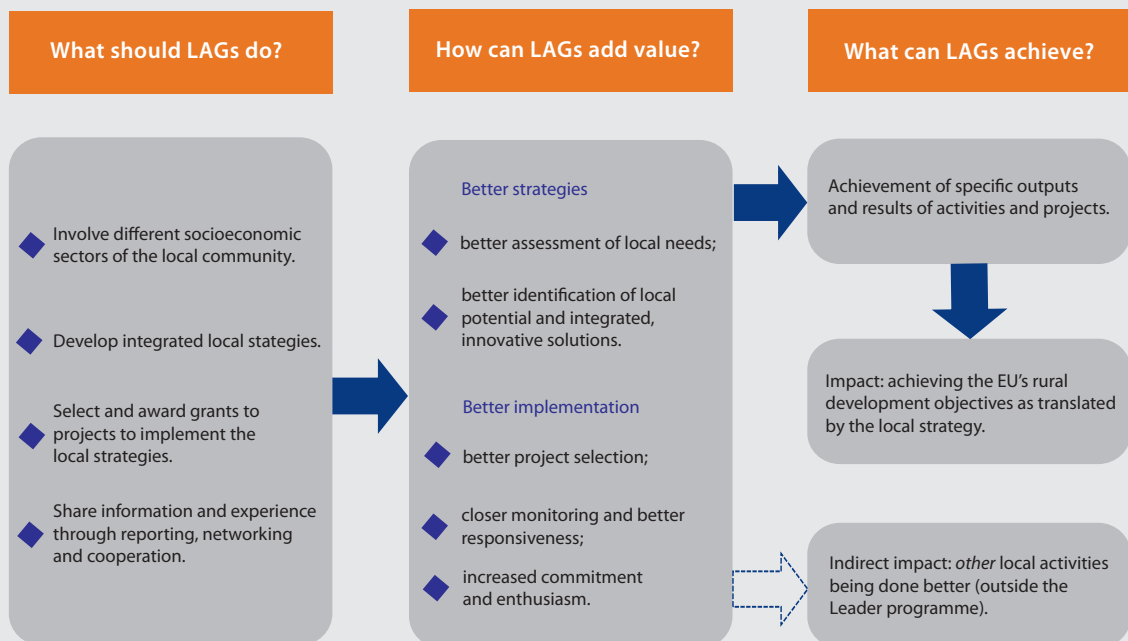 What should LAGs do?
Involve different socioeconomic
sectors of the local community.
Develop integrated local stategies.
Select and award grants to
projects to implement the
local strategies.
Share information and experience
through reporting, networking
and cooperation.
How can LAGs add value?
Better strategies
better assessment of local needs;
better identification of local
potential and integrated,
innovative solutions.
Better implementation
better project selection;
closer monitoring and better
responsiveness;
increased commitment
and enthusiasm.
What can LAGs achieve?
Achievement of specific outputs
and results of activities and projects.
Impact: achieving the EU’s rural
development objectives as translated
by the local strategy.
Indirect impact: other local activities
being done better (outside the
Leader programme).